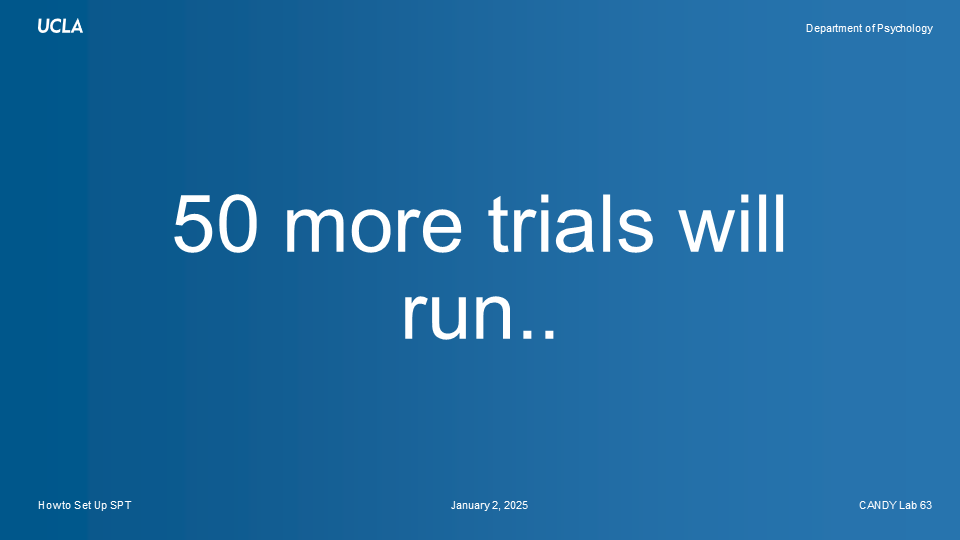 UCLA
Department of Psychology
50 more trials will
run..
Howto Set Up SPT
January 2, 2025
CANDY Lab 63